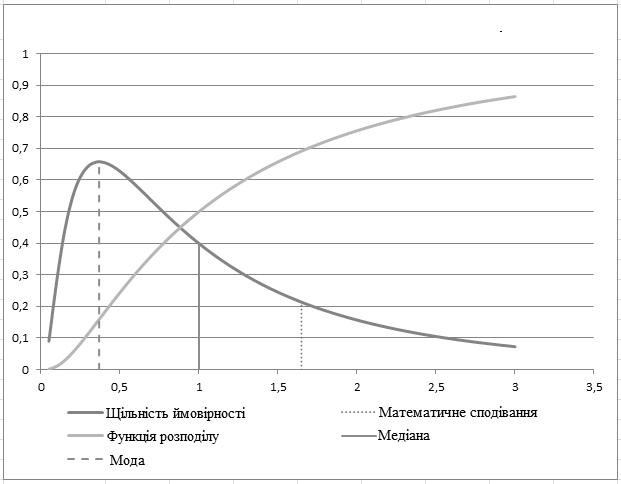 1
0,9
0,8
0,7
0,6
0,5
0,4
0,3
0,2
0,1
0
0 0,5 1 1,5 2 2,5 3 3,5
Щільність ймовірності Математичне сподівання
Функція розподілу Медіана
Мода